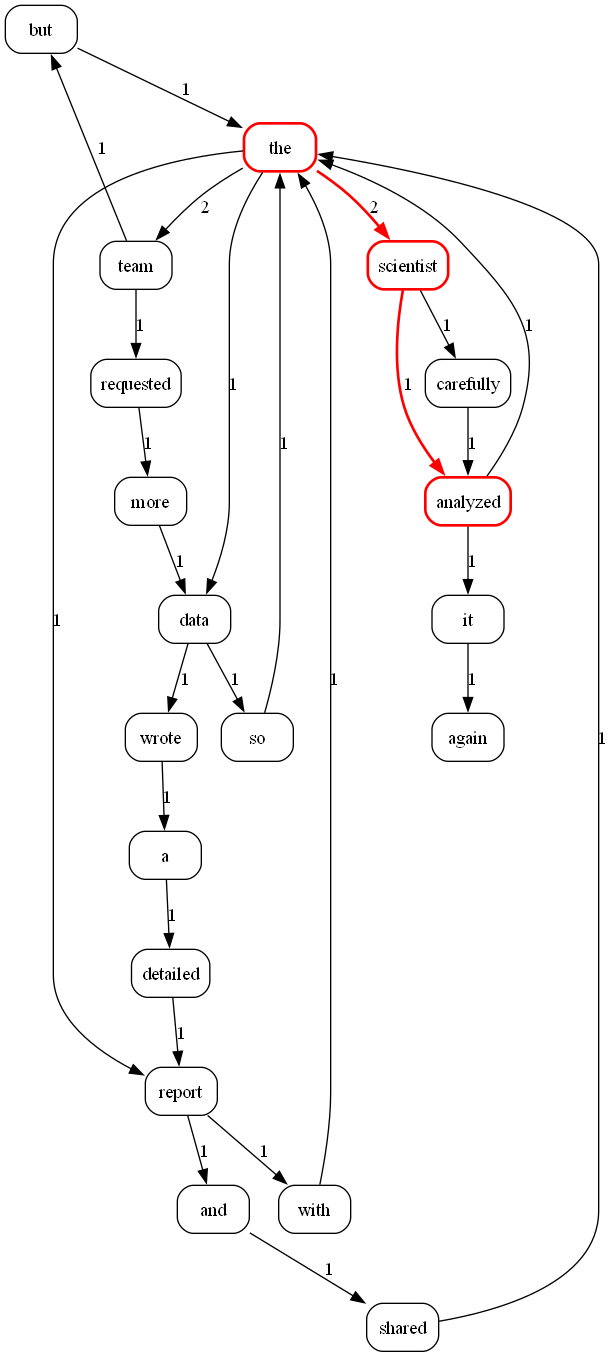 but
1
the
1
2
2
team
scientist
1
1
requested
1
1
1
carefully
1
1
1
more
analyzed
1
1
data
it
1
1
1
1
1
wrote
so
again
1
1
a
1
detailed
1
report
1
1
and
with
1
shared